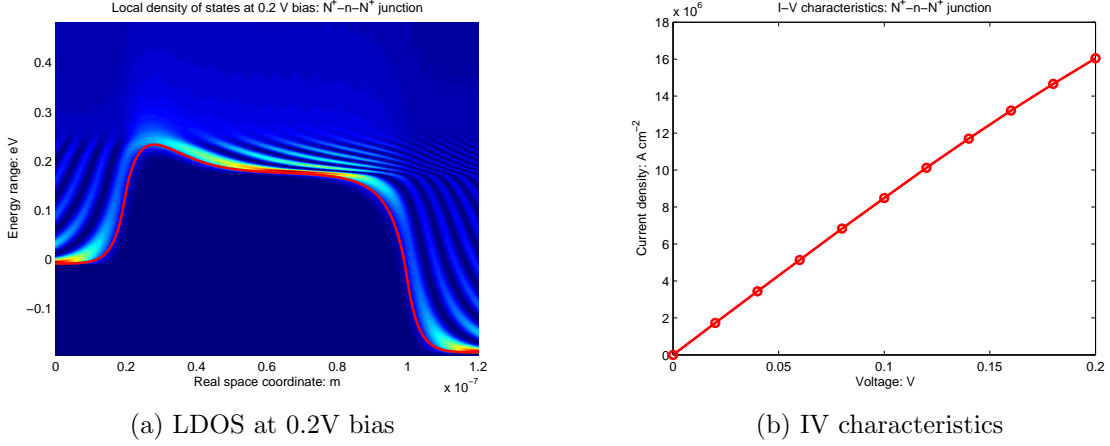 Local density of states at 0.2 V bias: N⁺−n−N⁺ junction
Energy range: eV
0.4
0.3
0.2
0.1
0
−0.1
0 0.2 0.4 0.6 0.8 1 1.2
Real space coordinate: m
x 10⁻⁷
(a) LDOS at 0.2V bias
x 10⁶
I−V characteristics: N⁺−n−N⁺ junction
Current density: A cm⁻²
18
16
14
12
10
8
6
4
2
0
0 0.05 0.1 0.15 0.2
Voltage: V
(b) IV characteristics